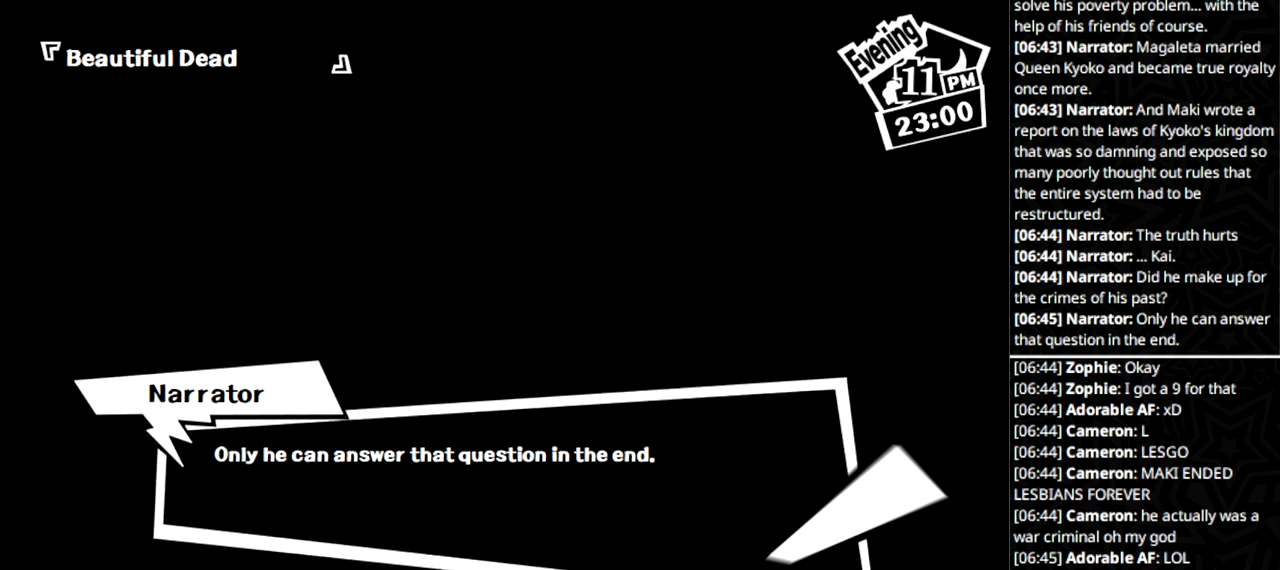 Beautiful Dead
Evening
11 PM
23:00
Narrator
Only he can answer that question in the end.
solve his poverty problem... with the
help of his friends of course.
[06:43] Narrator: Magaleta married
Queen Kyoko and became true royalty
once more.
[06:43] Narrator: And Maki wrote a
report on the laws of Kyoko's kingdom
that was so damning and exposed so
many poorly thought out rules that
the entire system had to be
restructured.
[06:44] Narrator: The truth hurts
[06:44] Narrator: ... Kai.
[06:44] Narrator: Did he make up for
the crimes of his past?
[06:45] Narrator: Only he can answer
that question in the end.
[06:44] Zophie: Okay
[06:44] Zophie: I got a 9 for that
[06:44] Adorable AF: xD
[06:44] Cameron: L
[06:44] Cameron: LESGO
[06:44] Cameron: MAKI ENDED
LESBIANS FOREVER
[06:44] Cameron: he actually was a
war criminal oh my god
[06:45] Adorable AF: LOL